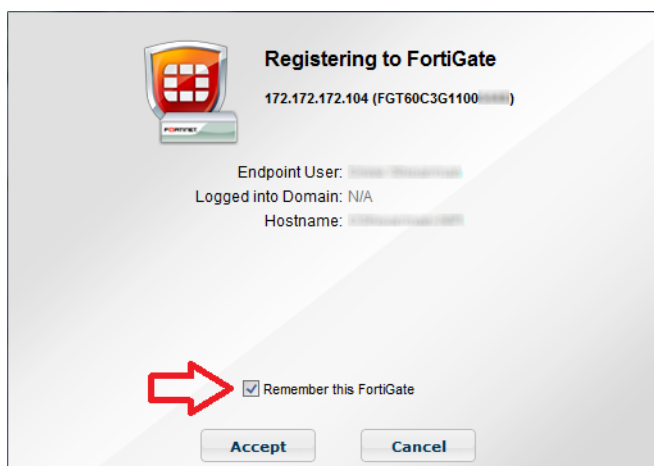 Registering to FortiGate
172.172.172.104 (FGT60C3G1100 )
FORTINET
Endpoint User:
Logged into Domain: N/A
Hostname:
Remember this FortiGate
Accept
Cancel